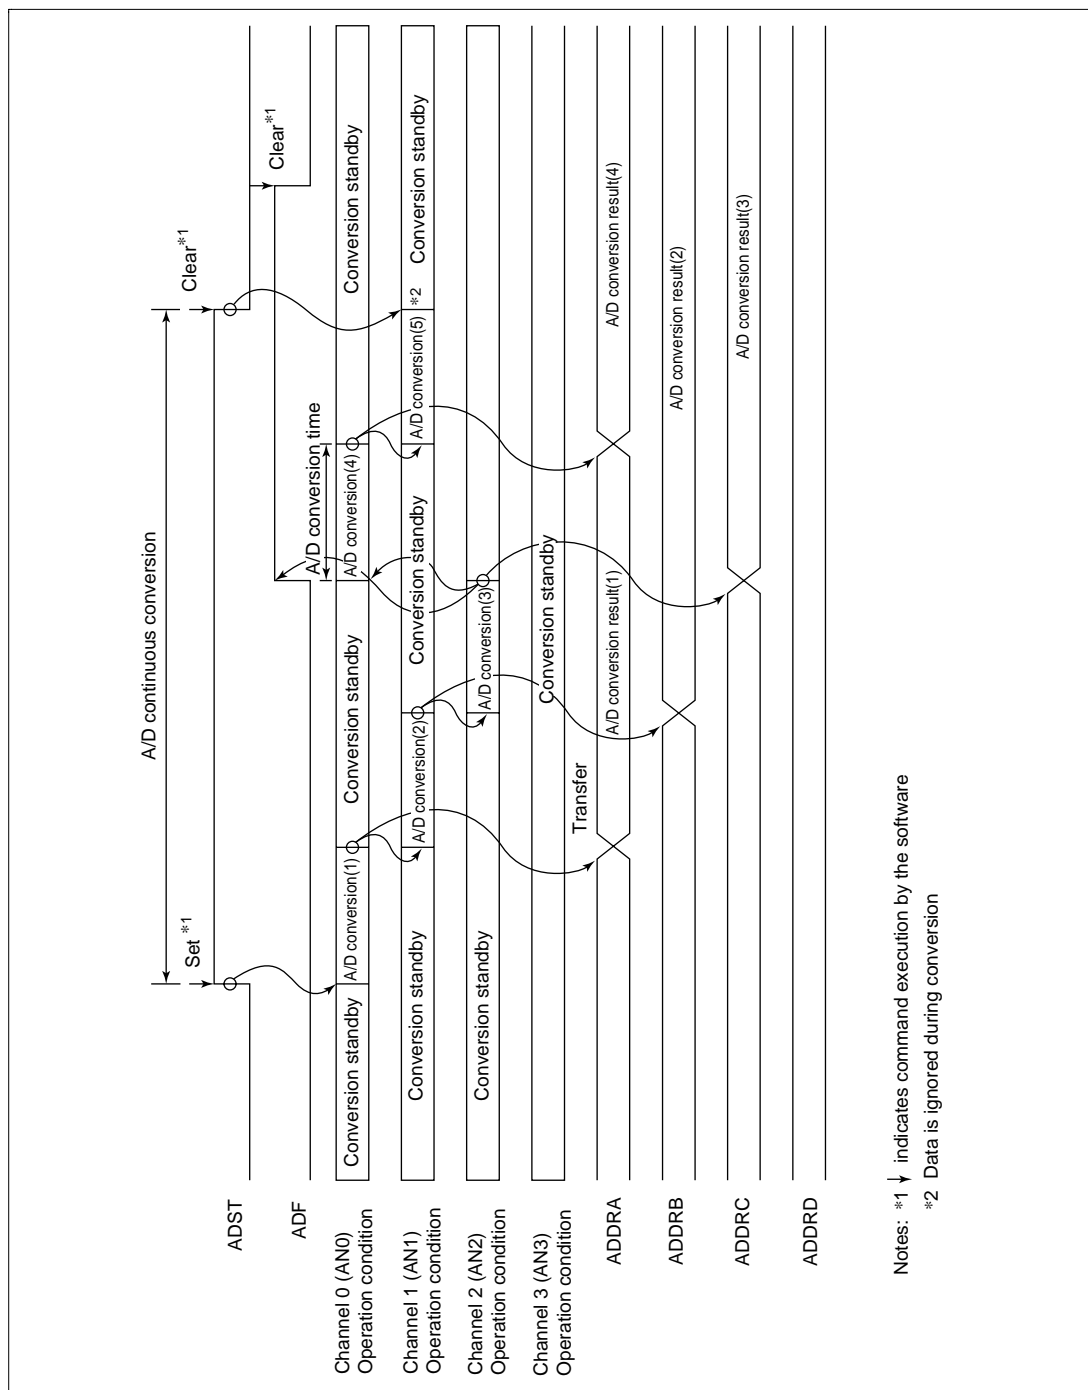 A/D continuous conversion
Set *1
Clear*1
Clear*1
ADST
ADF
A/D conversion time
Channel 0 (AN0)
Operation condition
Conversion standby
A/D conversion(1)
Conversion standby
A/D conversion(4)
Conversion standby
Channel 1 (AN1)
Operation condition
Conversion standby
A/D conversion(2)
Conversion standby
A/D conversion(5)
*2
Conversion standby
Channel 2 (AN2)
Operation condition
Conversion standby
A/D conversion(3)
Channel 3 (AN3)
Operation condition
Conversion standby
Transfer
ADDRA
A/D conversion result(1)
A/D conversion result(4)
ADDRB
A/D conversion result(2)
ADDRC
A/D conversion result(3)
ADDRD
Notes: *1 ↓ indicates command execution by the software
*2 Data is ignored during conversion